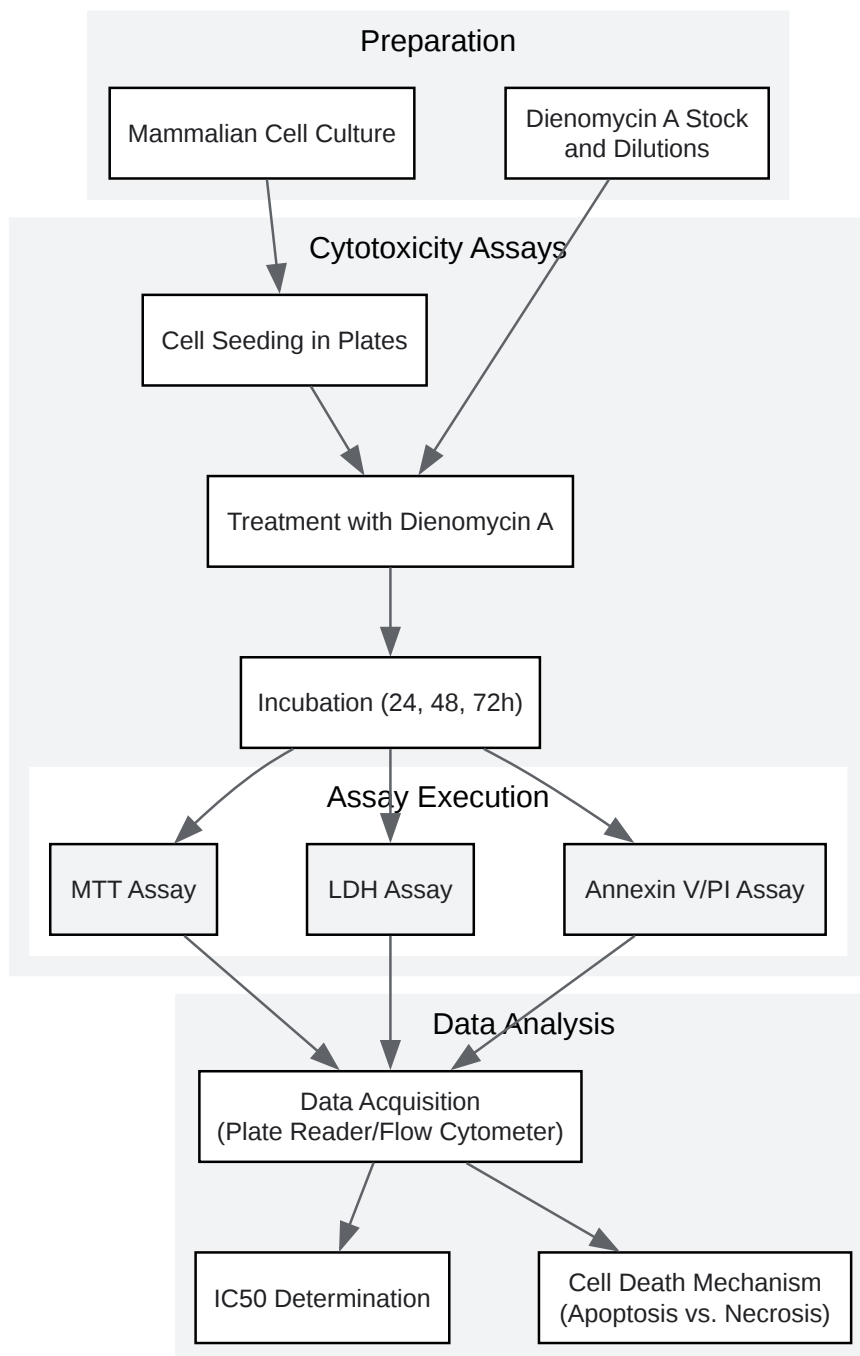 Preparation
Mammalian Cell Culture
Dienomycin A Stock
and Dilutions
Cytotoxicity Assays
Cell Seeding in Plates
Treatment with Dienomycin A
Incubation (24, 48, 72h)
Assay Execution
MTT Assay
LDH Assay
Annexin V/PI Assay
Data Analysis
Data Acquisition
(Plate Reader/Flow Cytometer)
IC50 Determination
Cell Death Mechanism
(Apoptosis vs. Necrosis)